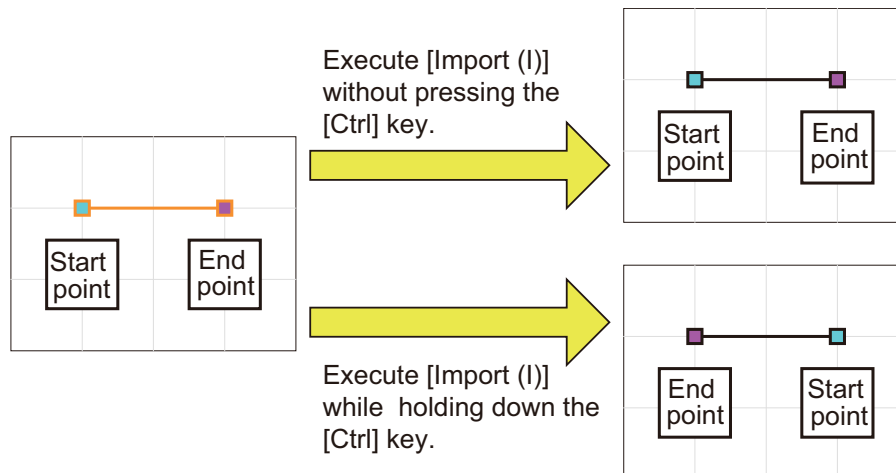 Execute [Import (I)]
without pressing the
[Ctrl] key.
Start
point
End
point
Start
point
End
point
Execute [Import (I)]
while  holding down the
[Ctrl] key.
End
point
Start
point